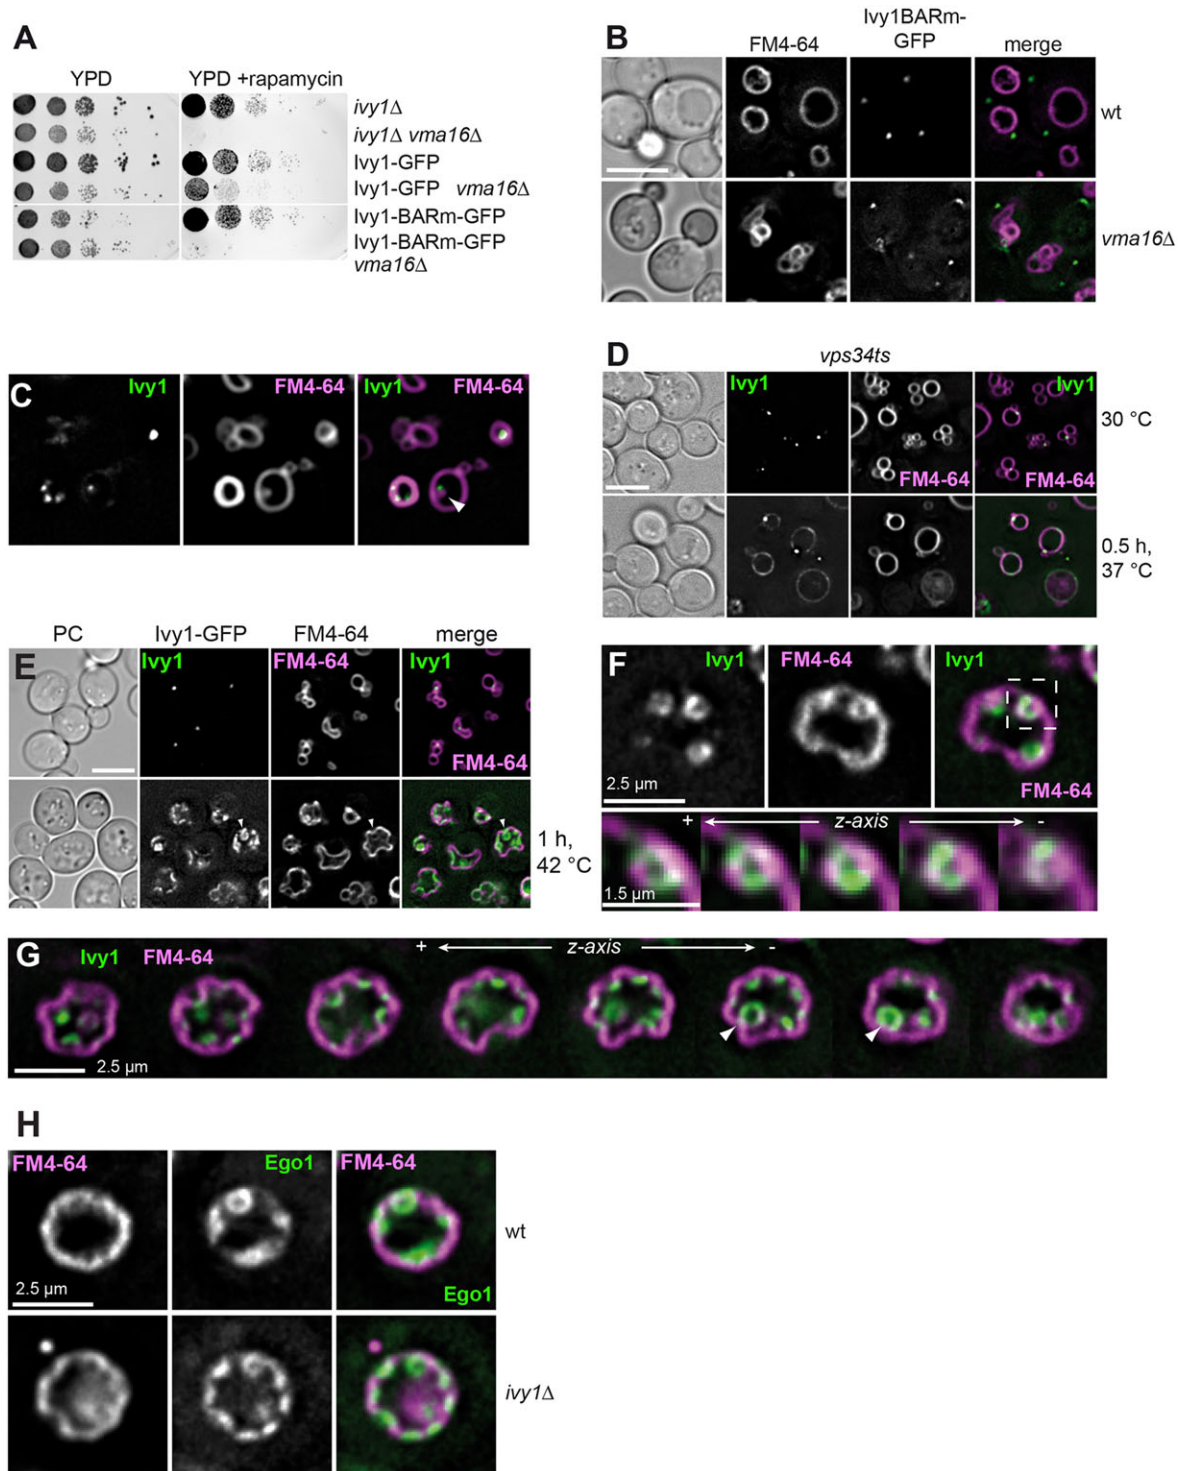 A
YPD
YPD +rapamycin
ivy1Δ
ivy1Δ vma16Δ
Ivy1-GFP
Ivy1-GFP vma16Δ
Ivy1-BARm-GFP
Ivy1-BARm-GFP
vma16Δ
B
FM4-64
Ivy1BARm-
GFP
merge
wt
vma16Δ
C
Ivy1
FM4-64
Ivy1
FM4-64
D
vps34ts
Ivy1
Ivy1
FM4-64
FM4-64
30 °C
0.5 h,
37 °C
E
PC
Ivy1-GFP
FM4-64
merge
Ivy1
FM4-64
Ivy1
FM4-64
1 h,
42 °C
F
Ivy1
FM4-64
Ivy1
2.5 µm
FM4-64
+ z-axis -
1.5 µm
G
Ivy1
FM4-64
+ z-axis -
2.5 µm
H
FM4-64
Ego1
FM4-64
2.5 µm
Ego1
wt
ivy1Δ